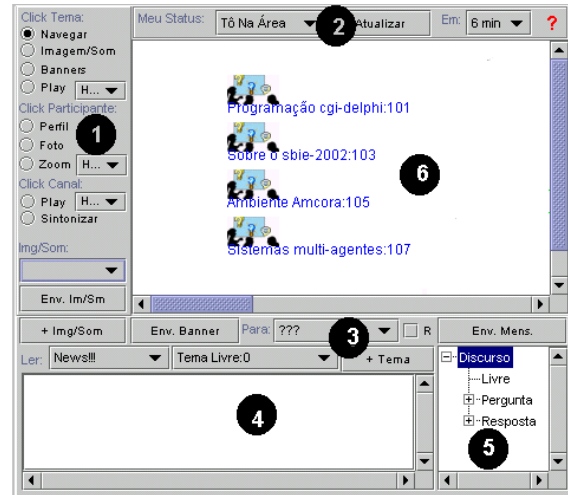 Click Tema:
Navegar
Imagem/Som
Banners
Play H...
Click Participante:
Perfil
Foto
Zoom H...
Click Canal:
Play H...
Sintonizar
Img/Som:
Env. Im/Sm
1
Meu Status: Tô Na Área 2 Atualizar Em: 6 min ?
Programação cgi-delphi:101
Sobre o sbie-2002:103
Ambiente Amcora:105
Sistemas multi-agentes:107
6
+ Img/Som Env. Banner Para: ??? 3 R Env. Mens.
Ler: News!!! Tema Livre:0 + Tema
4
Discurso
Livre
Pergunta
Resposta
5